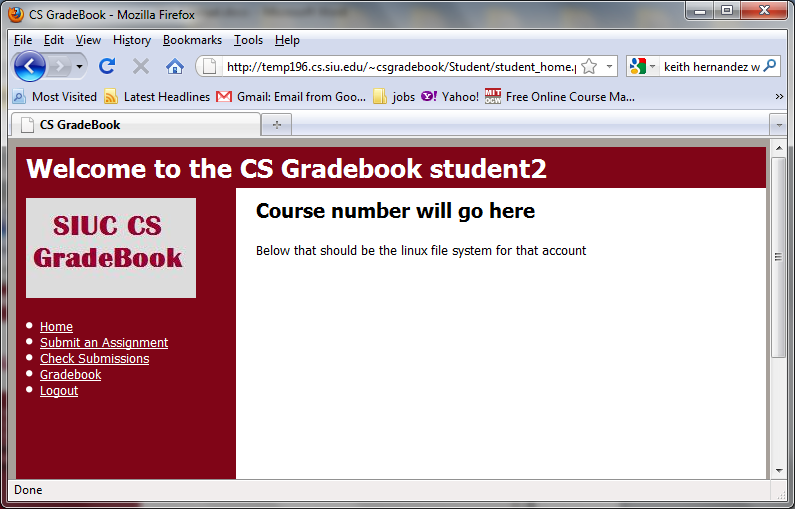 CS GradeBook - Mozilla Firefox
File Edit View History Bookmarks Tools Help
http://temp196.cs.siu.edu/~csgradebook/Student/student_home.p
keith hernandez w
Most Visited Latest Headlines Gmail: Email from Goo... jobs Yahoo! MIT OCW Free Online Course Ma... »
CS GradeBook
Welcome to the CS Gradebook student2
SIUC CS
GradeBook
Course number will go here
Below that should be the linux file system for that account
Home
Submit an Assignment
Check Submissions
Gradebook
Logout
Done